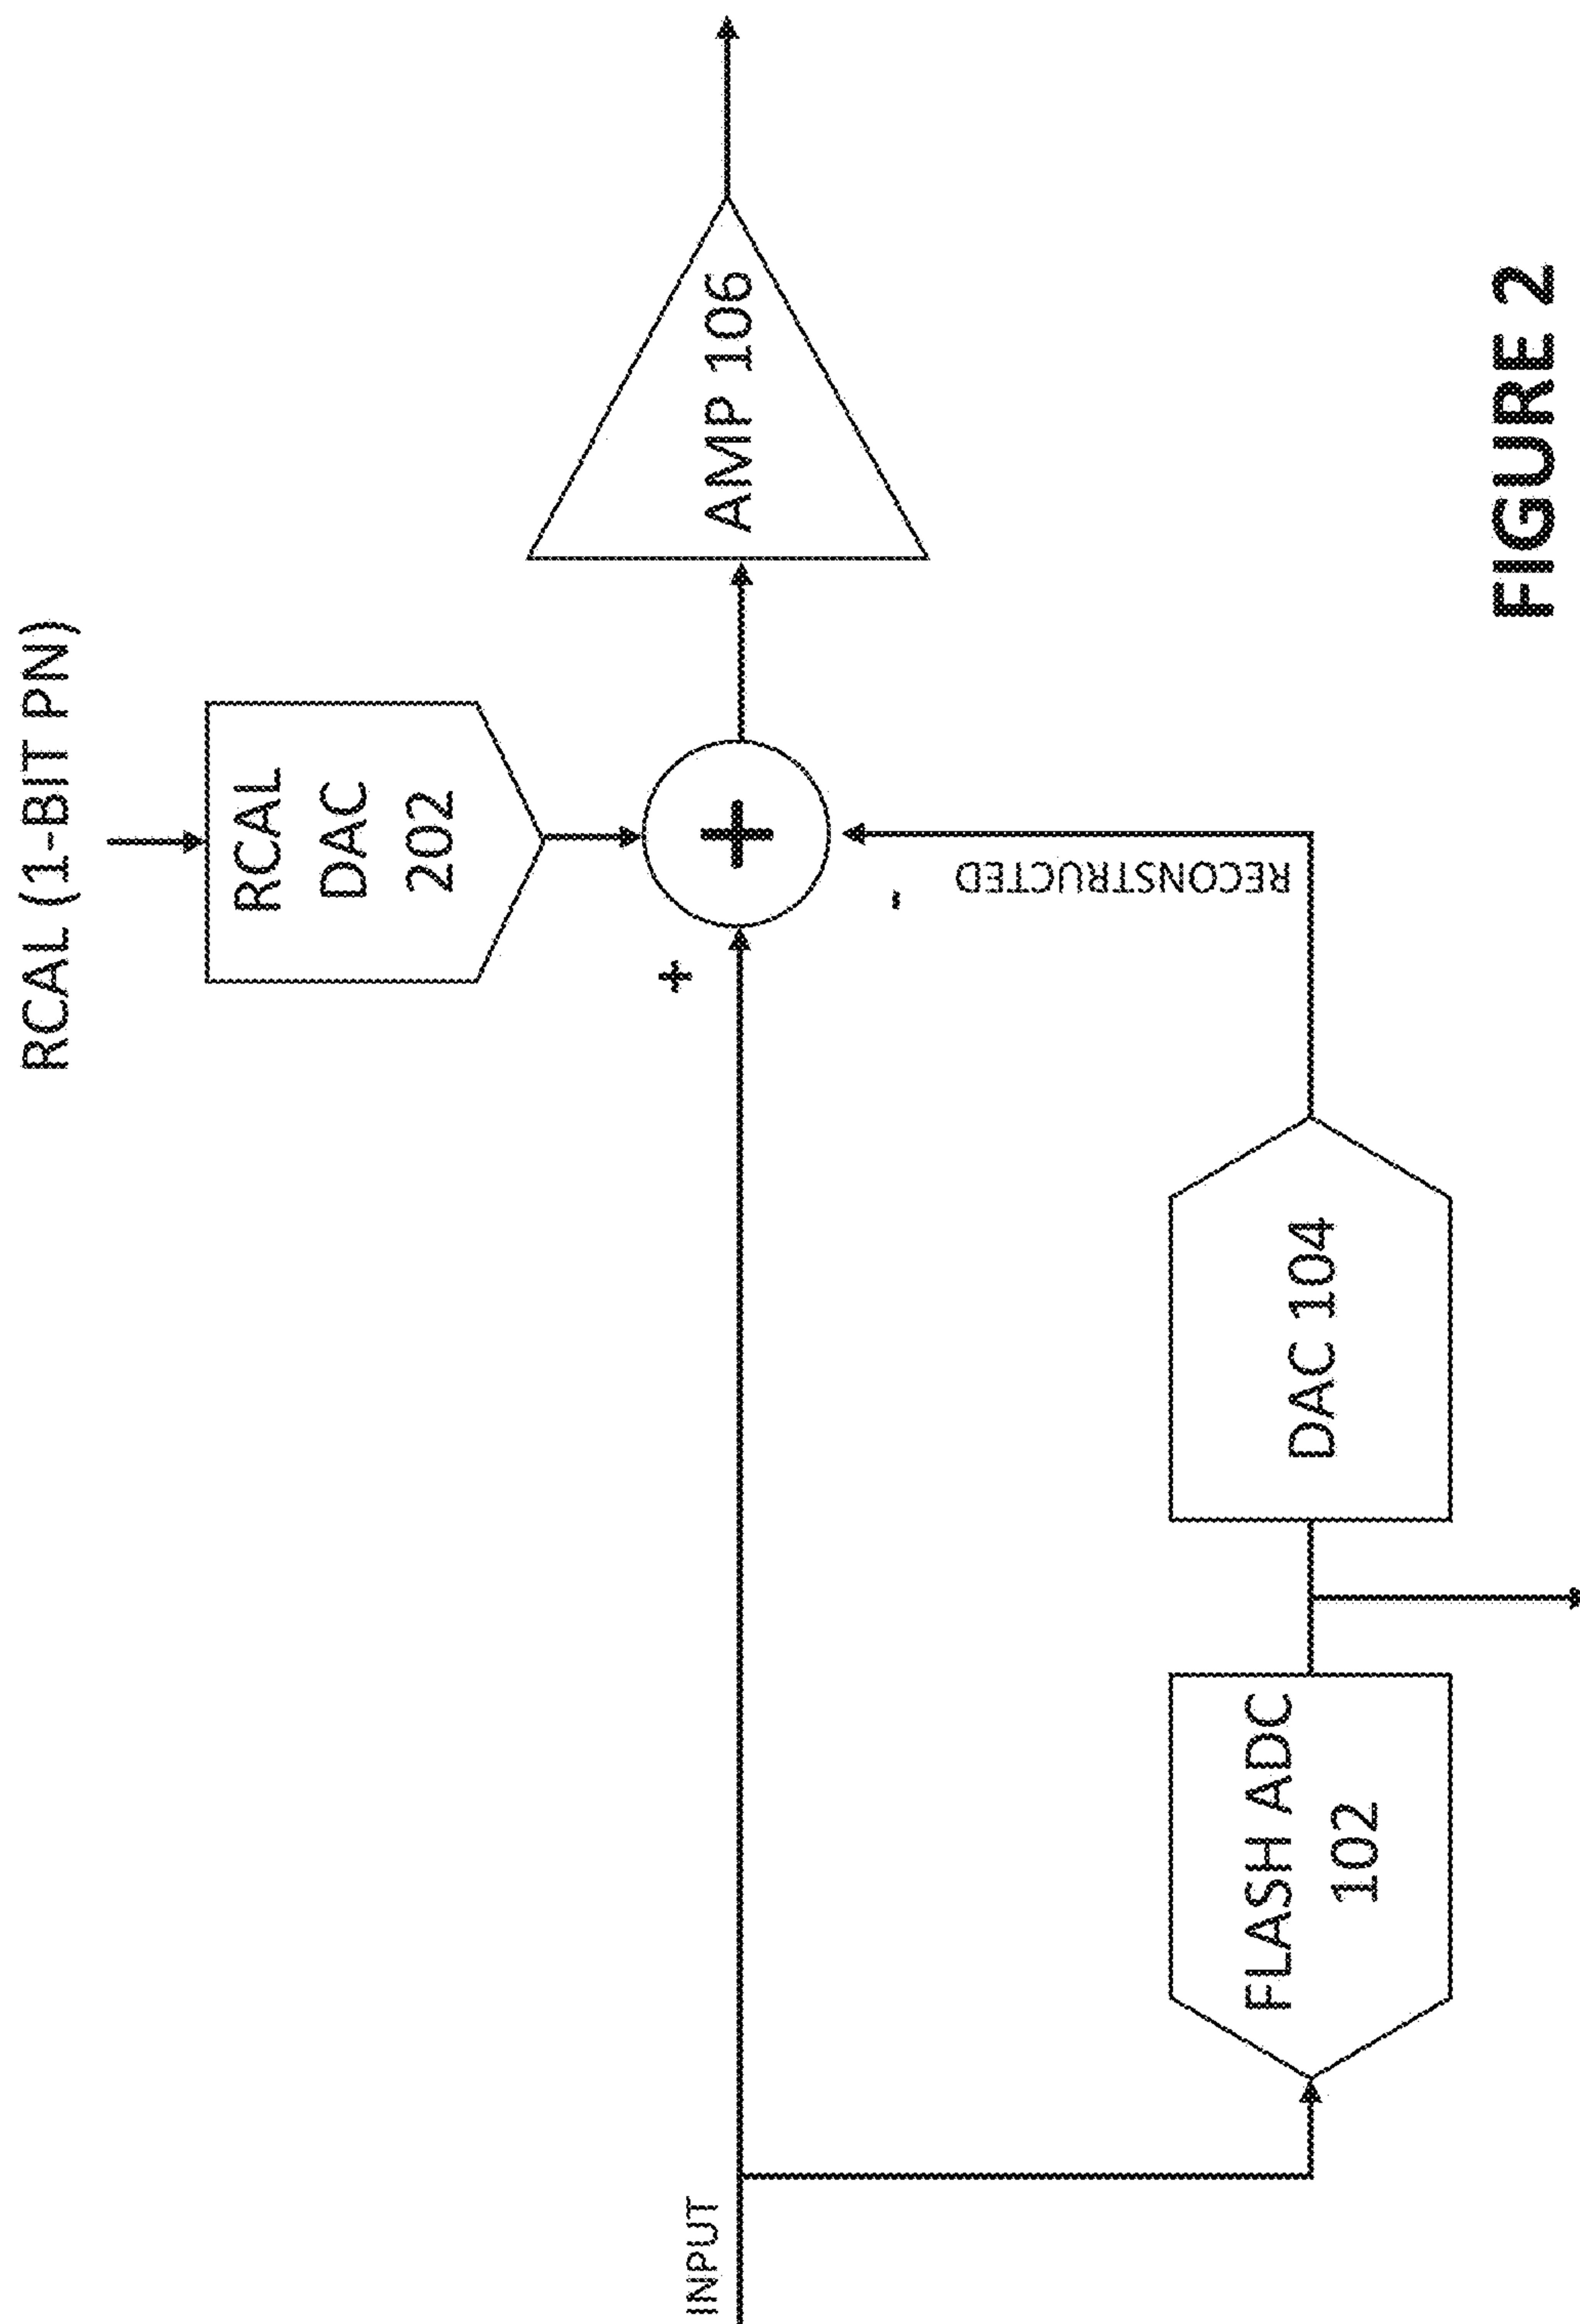 RCAL (1-BIT PN)
RCAL
DAC
202
+
AMP 106
INPUT
+
-
RECONSTRUCTED
FLASH ADC
102
DAC 104
FIGURE 2